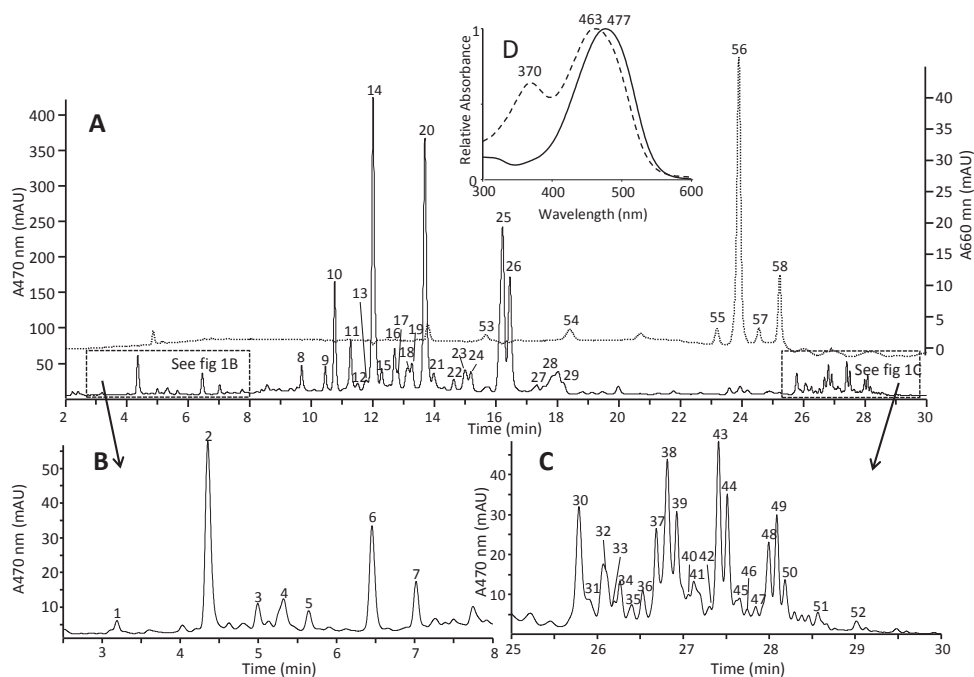 A
A470 nm (mAU)
400
350
300
250
200
150
100
50
2 4 6 8 10 12 14 16 18 20 22 24 26 28 30
Time (min)
A660 mn (mAU)
40
35
30
25
20
15
10
5
0
See fig 1B
See fig 1C
8 9 10 11 12 13 14 15 16 17 18 19 20 21 22 23 24 25 26 27 28 29
53 54 55 56 57 58
D
463 477
370
Relative Absorbance
1
0
300 400 500 600
Wavelength (nm)
B
A470 nm (mAU)
50
40
30
20
10
1 2 3 4 5 6 7
3 4 5 6 7 8
Time (min)
C
A470 nm (mAU)
50
40
30
20
10
30 31 32 33 34 35 36 37 38 39 40 41 42 43 44 45 46 47 48 49 50 51 52
25 26 27 28 29 30
Time (min)